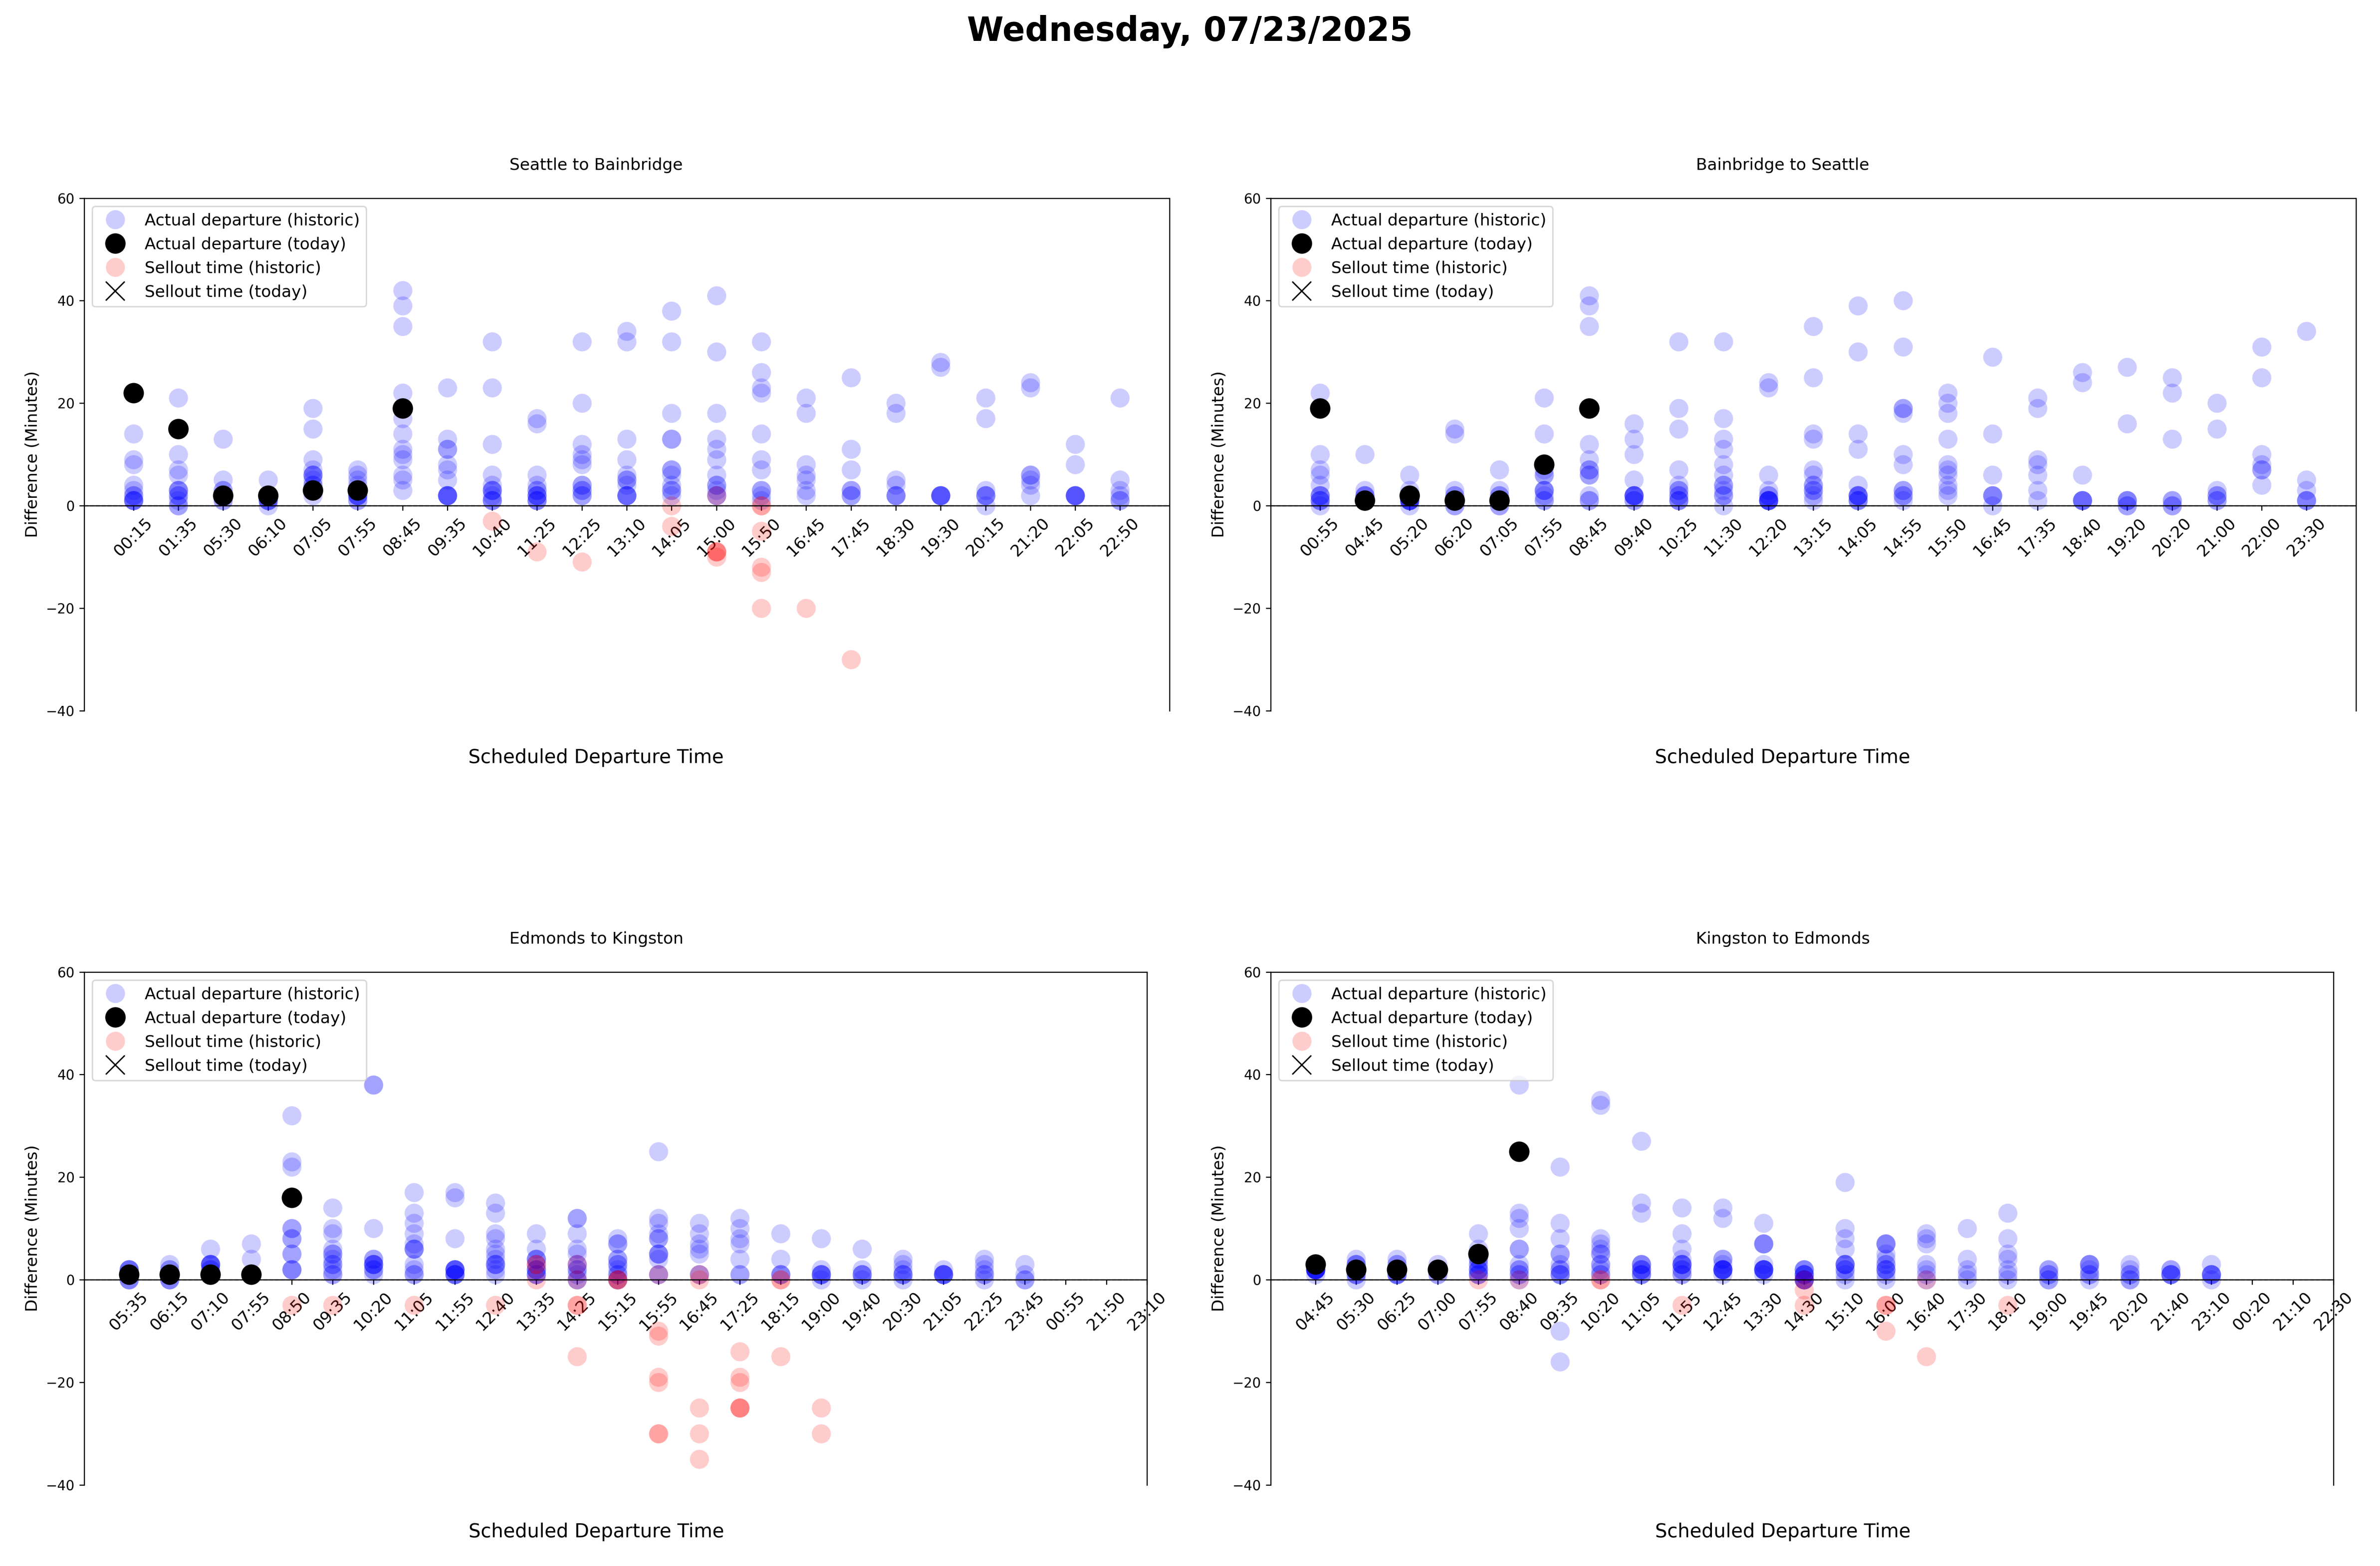 Wednesday, 07/23/2025
Seattle to Bainbridge
Difference (Minutes)
60
40
20
0
−20
−40
Actual departure (historic)
Actual departure (today)
Sellout time (historic)
Sellout time (today)
00:15 01:35 05:30 06:10 07:05 07:55 08:45 09:35 10:40 11:25 12:25 13:10 14:05 15:00 15:50 16:45 17:45 18:30 19:30 20:15 21:20 22:05 22:50
Scheduled Departure Time
Bainbridge to Seattle
Difference (Minutes)
60
40
20
0
−20
−40
Actual departure (historic)
Actual departure (today)
Sellout time (historic)
Sellout time (today)
00:55 04:45 05:20 06:20 07:05 07:55 08:45 09:40 10:25 11:30 12:20 13:15 14:05 14:55 15:50 16:45 17:35 18:40 19:20 20:20 21:00 22:00 23:30
Scheduled Departure Time
Edmonds to Kingston
Difference (Minutes)
60
40
20
0
−20
−40
Actual departure (historic)
Actual departure (today)
Sellout time (historic)
Sellout time (today)
05:35 06:15 07:10 07:55 08:50 09:35 10:20 11:05 11:55 12:40 13:35 14:25 15:15 15:55 16:45 17:25 18:15 19:00 19:40 20:30 21:05 22:25 23:45 00:55 21:50 23:10
Scheduled Departure Time
Kingston to Edmonds
Difference (Minutes)
60
40
20
0
−20
−40
Actual departure (historic)
Actual departure (today)
Sellout time (historic)
Sellout time (today)
04:45 05:30 06:25 07:00 07:55 08:40 09:35 10:20 11:05 11:55 12:45 13:30 14:30 15:10 16:00 16:40 17:30 18:10 19:00 19:45 20:20 21:40 23:10 00:20 21:10 22:30
Scheduled Departure Time